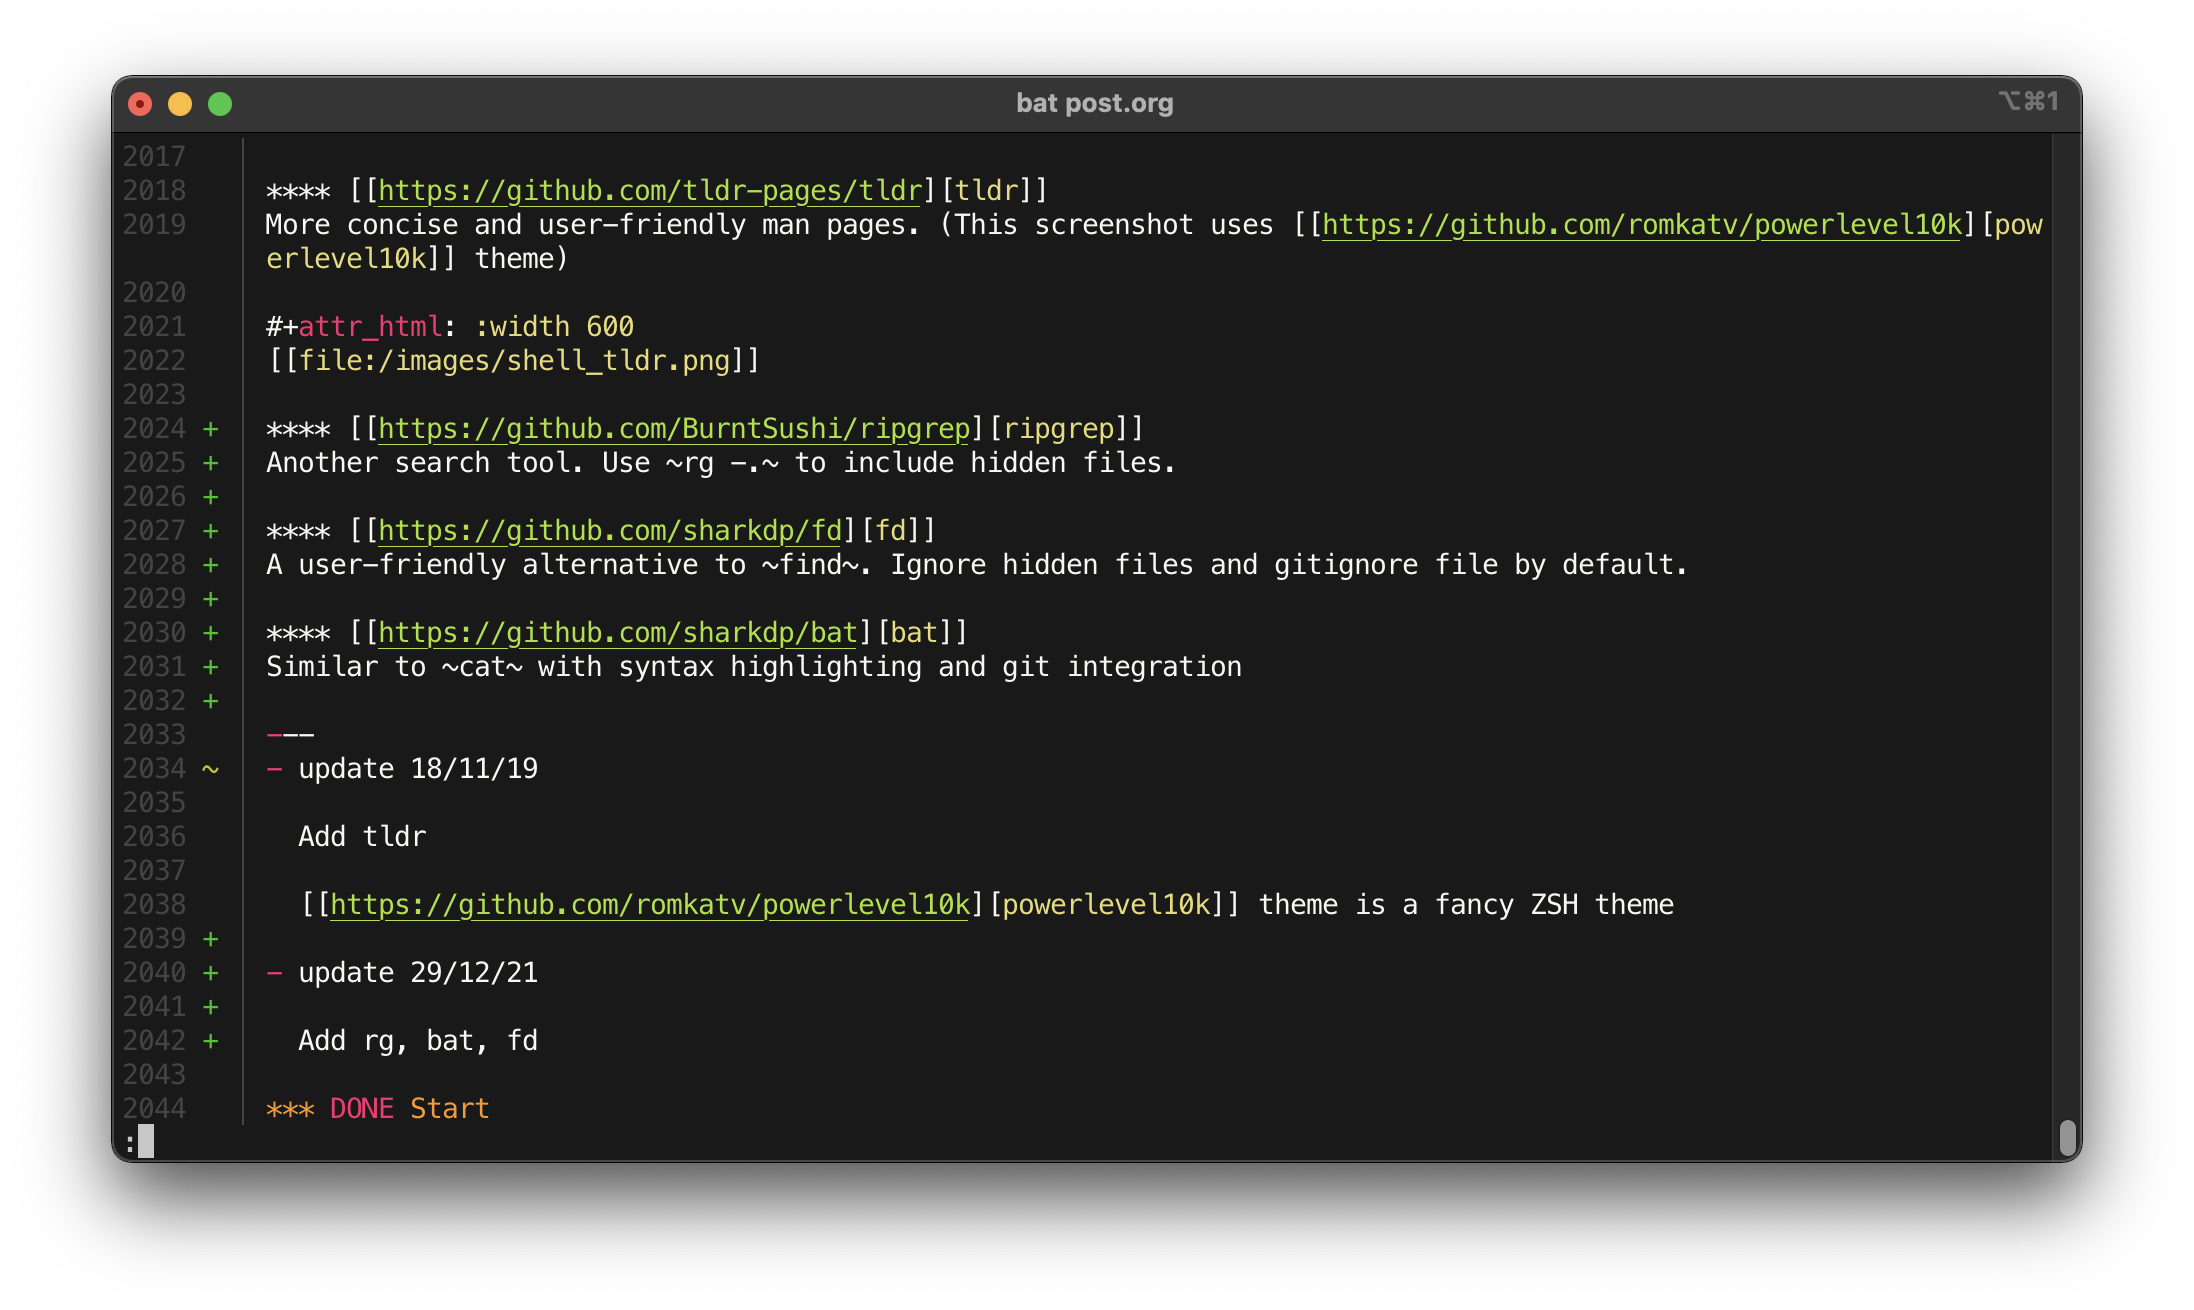 bat post.org ⌥⌘1
2017
2018 **** [[https://github.com/tldr-pages/tldr][tldr]]
2019 More concise and user-friendly man pages. (This screenshot uses [[https://github.com/romkatv/powerlevel10k][pow
erlevel10k]] theme)
2020
2021 #+attr_html: :width 600
2022 [[file:/images/shell_tldr.png]]
2023
2024 + **** [[https://github.com/BurntSushi/ripgrep][ripgrep]]
2025 + Another search tool. Use ~rg -.~ to include hidden files.
2026 +
2027 + **** [[https://github.com/sharkdp/fd][fd]]
2028 + A user-friendly alternative to ~find~. Ignore hidden files and gitignore file by default.
2029 +
2030 + **** [[https://github.com/sharkdp/bat][bat]]
2031 + Similar to ~cat~ with syntax highlighting and git integration
2032 +
2033 ---
2034 ~ - update 18/11/19
2035
2036 Add tldr
2037
2038 [[https://github.com/romkatv/powerlevel10k][powerlevel10k]] theme is a fancy ZSH theme
2039 +
2040 + - update 29/12/21
2041 +
2042 + Add rg, bat, fd
2043
2044 *** DONE Start
: